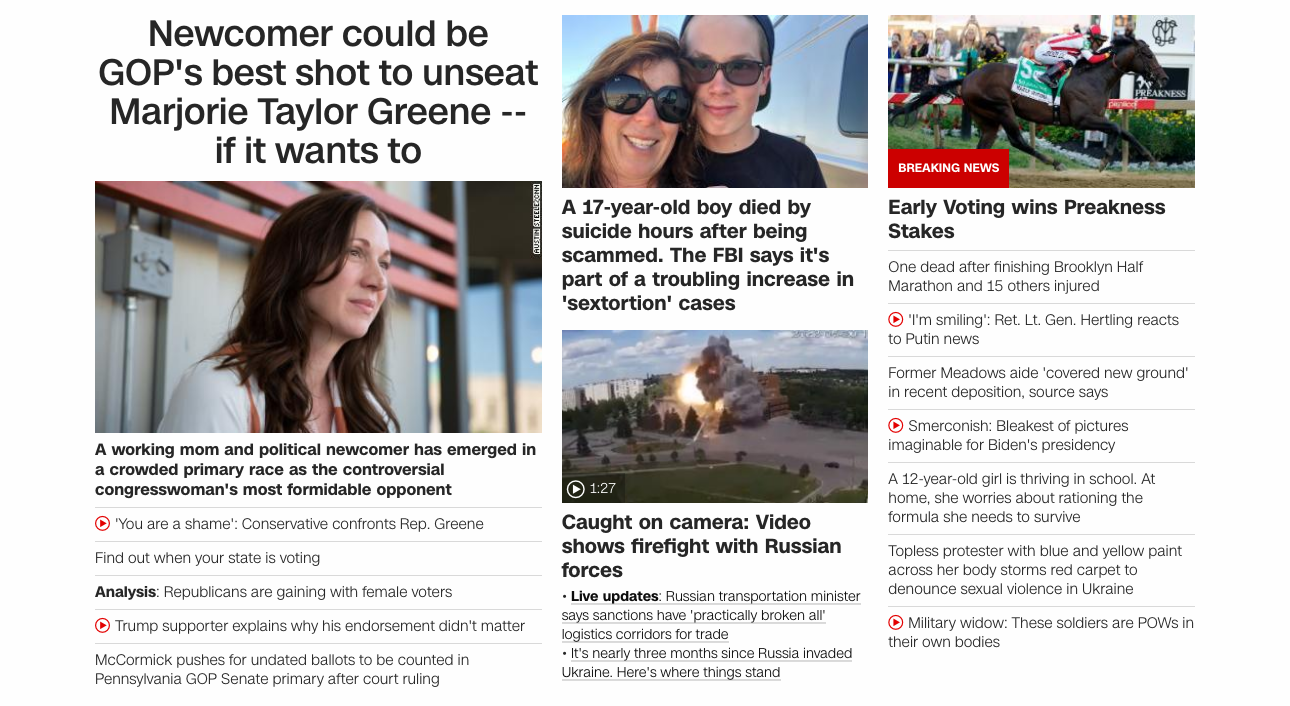 Newcomer could be
GOP's best shot to unseat
Marjorie Taylor Greene --
if it wants to
AUSTIN STEELE/CNN
A working mom and political newcomer has emerged in
a crowded primary race as the controversial
congresswoman's most formidable opponent
'You are a shame': Conservative confronts Rep. Greene
Find out when your state is voting
Analysis: Republicans are gaining with female voters
Trump supporter explains why his endorsement didn't matter
McCormick pushes for undated ballots to be counted in
Pennsylvania GOP Senate primary after court ruling
A 17-year-old boy died by
suicide hours after being
scammed. The FBI says it's
part of a troubling increase in
'sextortion' cases
1:27
Caught on camera: Video
shows firefight with Russian
forces
• Live updates: Russian transportation minister
says sanctions have 'practically broken all'
logistics corridors for trade
• It's nearly three months since Russia invaded
Ukraine. Here's where things stand
5
PREAKNESS
BREAKING NEWS
Early Voting wins Preakness
Stakes
One dead after finishing Brooklyn Half
Marathon and 15 others injured
'I'm smiling': Ret. Lt. Gen. Hertling reacts
to Putin news
Former Meadows aide 'covered new ground'
in recent deposition, source says
Smerconish: Bleakest of pictures
imaginable for Biden's presidency
A 12-year-old girl is thriving in school. At
home, she worries about rationing the
formula she needs to survive
Topless protester with blue and yellow paint
across her body storms red carpet to
denounce sexual violence in Ukraine
Military widow: These soldiers are POWs in
their own bodies